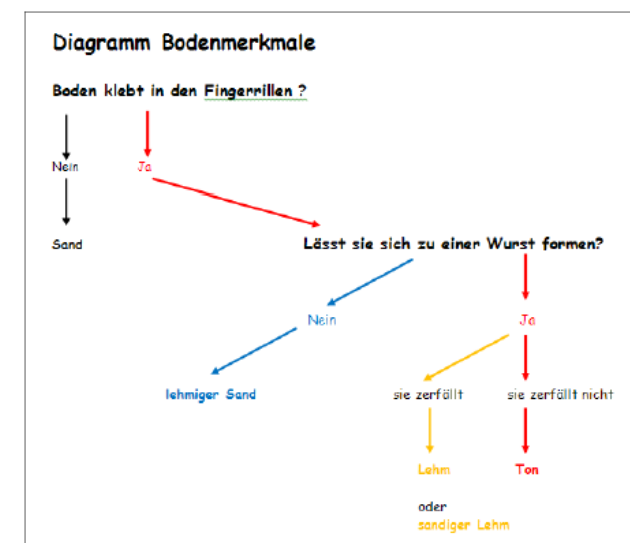 Diagramm Bodenmerkmale
Boden klebt in den Fingerrillen ?
Nein
Ja
Sand
Lässt sie sich zu einer Wurst formen?
Nein
Ja
lehmiger Sand
sie zerfällt
sie zerfällt nicht
Lehm
Ton
oder
sandiger Lehm